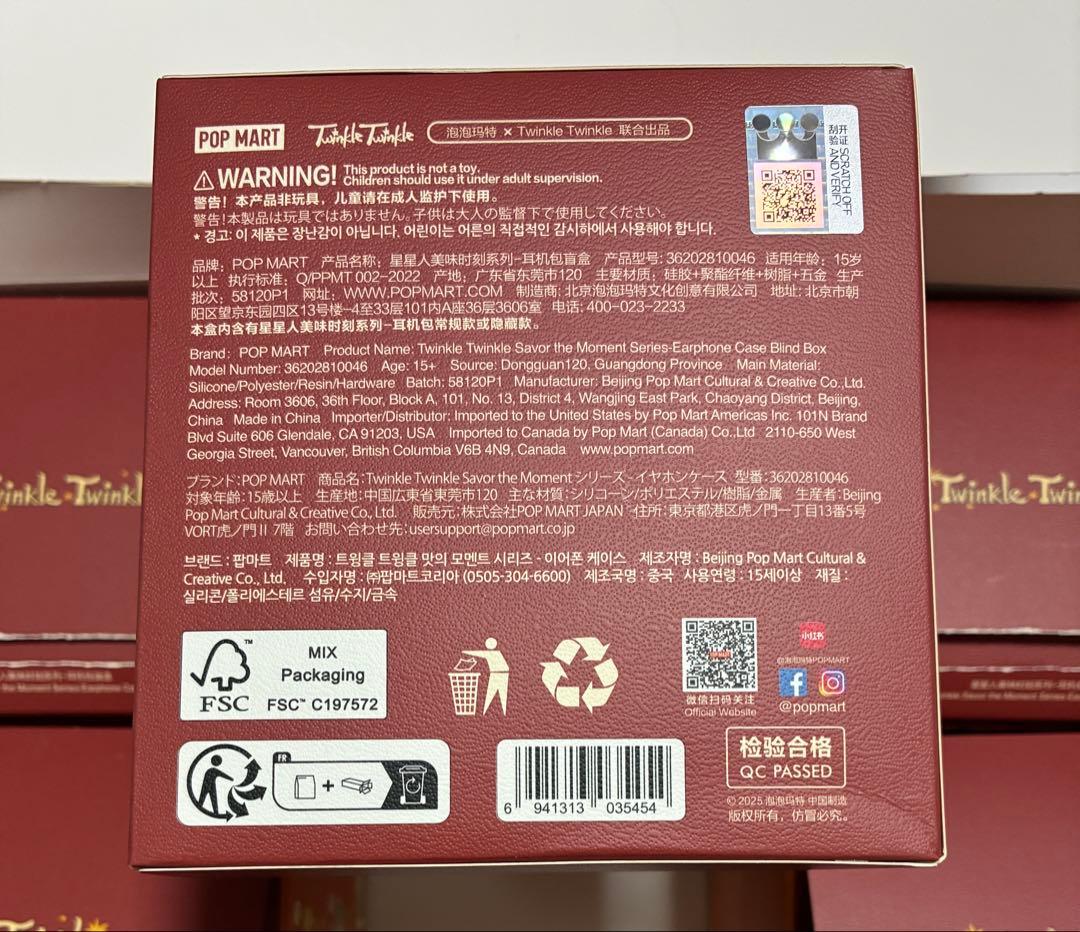 POP MART Twinkle Twinkle 泡泡玛特 × Twinkle Twinkle 联合出品
刮开验证 SCRATCH OFF AND VERIFY
WARNING! This product is not a toy.
Children should use it under adult supervision.
警告！本产品非玩具，儿童请在成人监护下使用。
警告！本製品は玩具ではありません。子供は大人の監督下で使用してください。
* 경고: 이 제품은 장난감이 아닙니다. 어린이는 어른의 직접적인 감시하에서 사용해야 합니다.
品牌：POP MART 产品名称：星星人美味时刻系列-耳机包盲盒 产品型号：36202810046 适用年龄：15岁
以上 执行标准：Q/PPMT 002-2022 产地：广东省东莞市120 主要材质：硅胶+聚酯纤维+树脂+五金 生产
批次：58120P1 网址：WWW.POPMART.COM 制造商：北京泡泡玛特文化创意有限公司 地址：北京市朝
阳区望京东园四区13号楼-4至33层101内A座36层3606室 电话：400-023-2233
本盒内含有星星人美味时刻系列-耳机包常规款或隐藏款。
Brand：POP MART Product Name: Twinkle Twinkle Savor the Moment Series-Earphone Case Blind Box
Model Number: 36202810046 Age: 15+ Source: Dongguan120, Guangdong Province Main Material:
Silicone/Polyester/Resin/Hardware Batch: 58120P1 Manufacturer: Beijing Pop Mart Cultural & Creative Co.,Ltd.
Address: Room 3606, 36th Floor, Block A, 101, No. 13, District 4, Wangjing East Park, Chaoyang District, Beijing,
China Made in China Importer/Distributor: Imported to the United States by Pop Mart Americas Inc. 101N Brand
Blvd Suite 606 Glendale, CA 91203, USA Imported to Canada by Pop Mart (Canada) Co..Ltd 2110-650 West
Georgia Street, Vancouver, British Columbia V6B 4N9, Canada www.popmart.com
ブランド：POP MART 商品名：Twinkle Twinkle Savor the Moment シリーズ - イヤホンケース 型番：36202810046
対象年齢：15歳以上 生産地：中国広東省東莞市120 主な材質：シリコーン/ポリエステル/樹脂/金属 生産者：Beijing
Pop Mart Cultural & Creative Co., Ltd. 販売元：株式会社POP MART JAPAN 住所：東京都港区虎ノ門一丁目13番5号
VORT虎ノ門Ⅱ 7階 お問い合わせ先：usersupport@popmart.co.jp
브랜드 : 팝마트 제품명 : 트윙클 트윙클 맛의 모멘트 시리즈 - 이어폰 케이스 제조자명 : Beijing Pop Mart Cultural &
Creative Co., Ltd. 수입자명 : ㈜팝마트코리아 (0505-304-6600) 제조국명 : 중국 사용연령 : 15세이상 재질 :
실리콘/폴리에스테르 섬유/수지/금속
FSC™
MIX
Packaging
FSC™ C197572
POP MART
微信扫码关注
Official Website
小红书
@泡泡玛特POPMART
@popmart
FR
6 941313 035454
检验合格
QC PASSED
© 2025 泡泡玛特 中国制造
版权所有，仿冒必究。
Twinkle Twinkle
Twinkle Twin
Twinkle